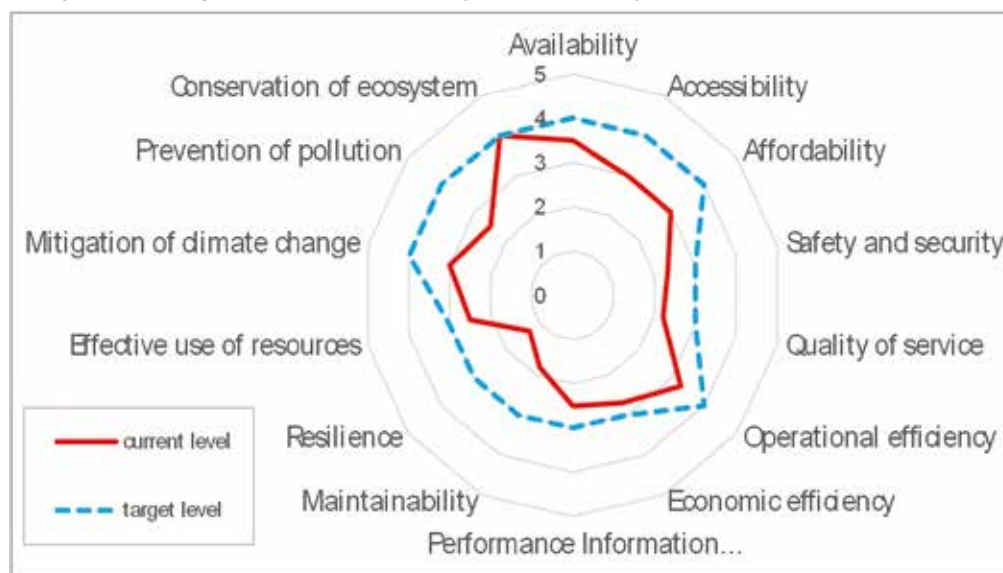 Availability
Accessibility
Affordability
Safety and security
Quality of service
Operational efficiency
Economic efficiency
Performance Information...
Maintainability
Resilience
Effective use of resources
Mitigation of climate change
Prevention of pollution
Conservation of ecosystem
5
4
3
2
1
0
current level
target level